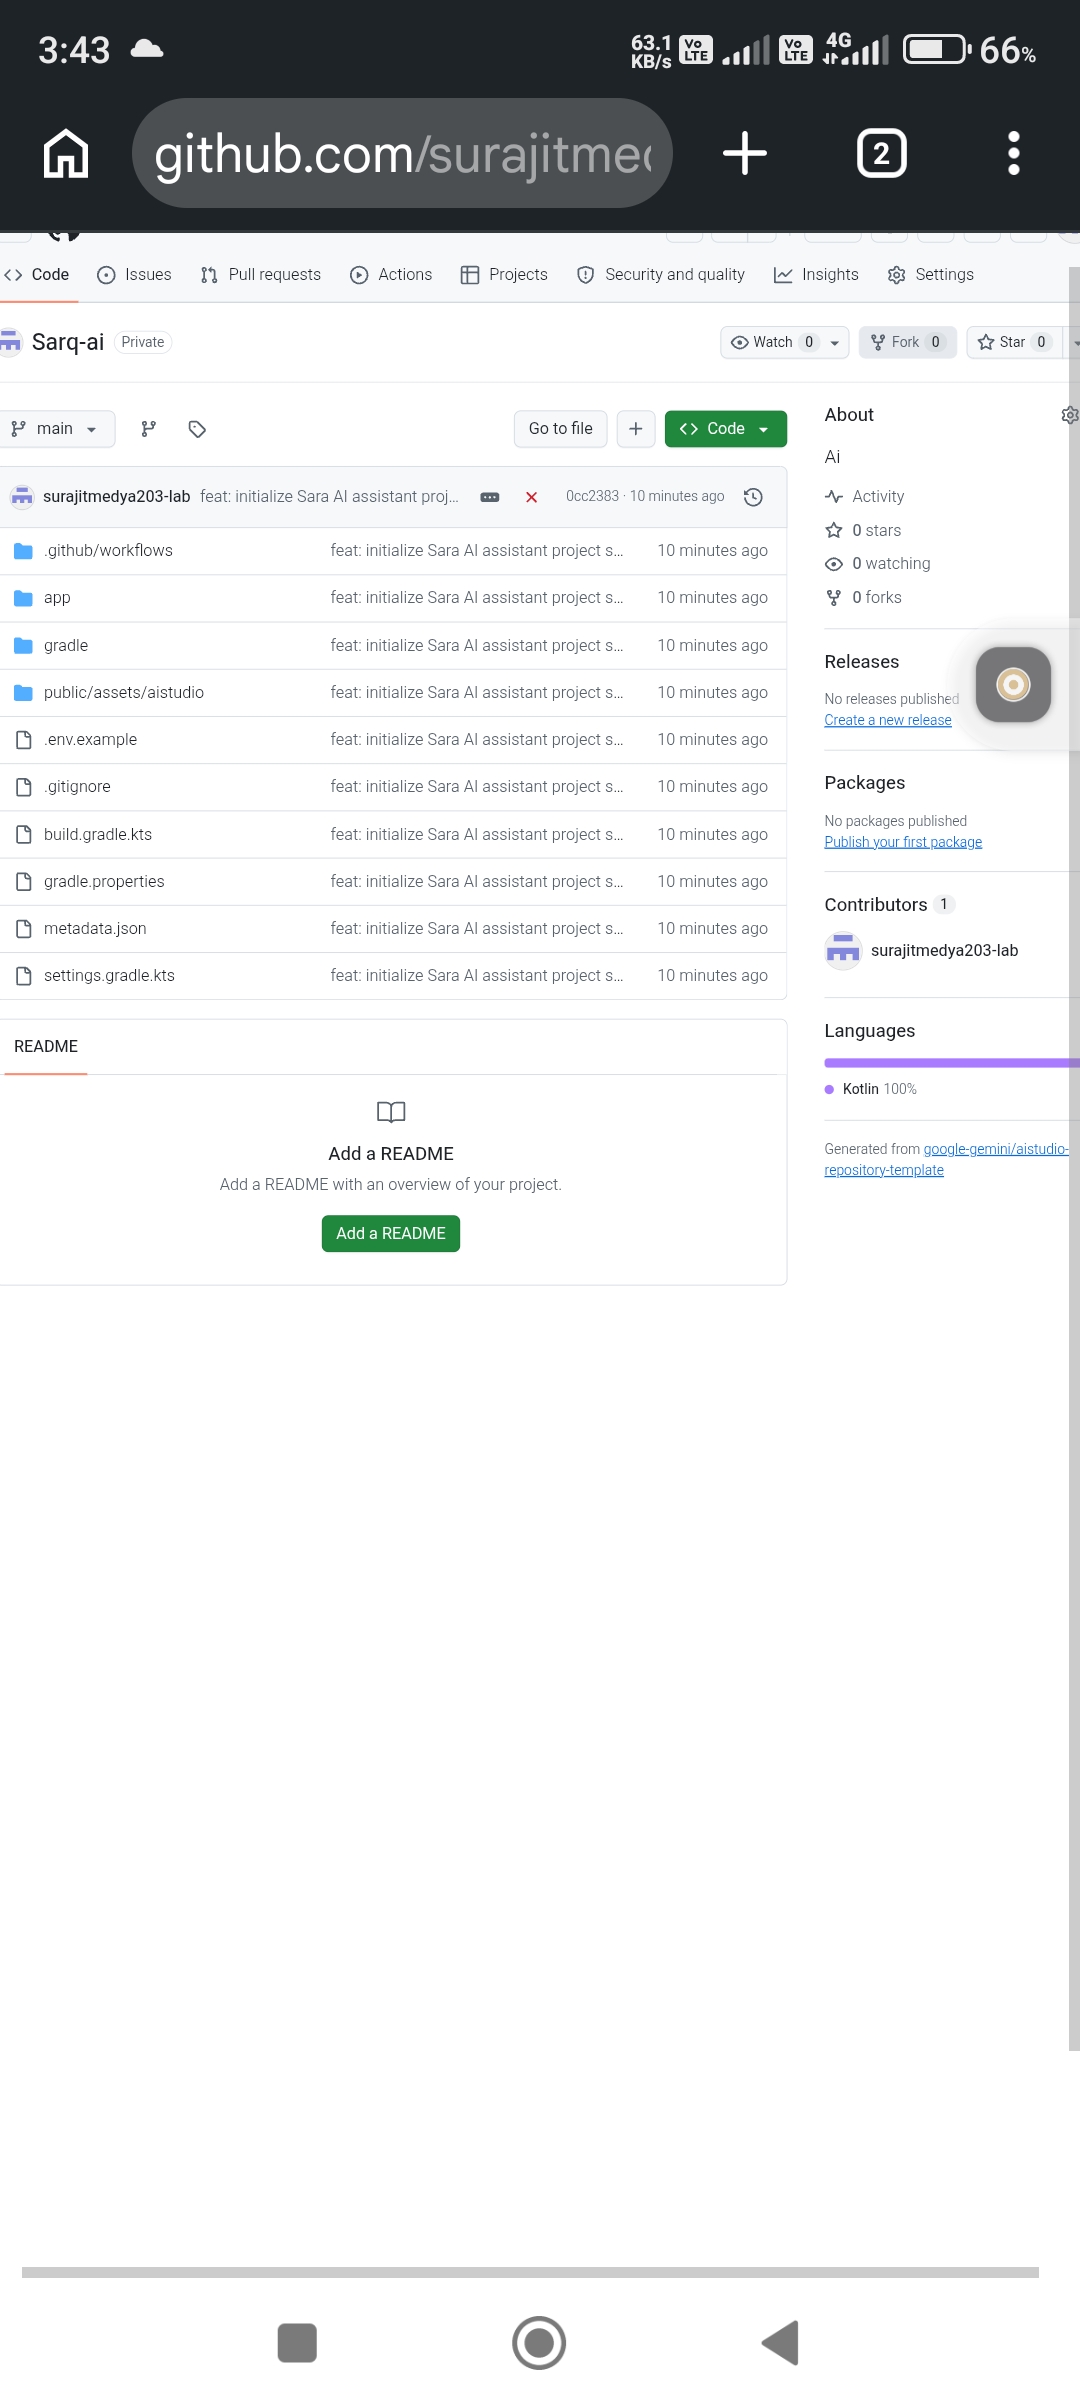 3:43
63.1
KB/s
Vo
LTE
Vo
LTE
4G
66%
github.com/surajitmed
2
Code
Issues
Pull requests
Actions
Projects
Security and quality
Insights
Settings
Sarq-ai
Private
Watch 0
Fork 0
Star 0
main
Go to file
Code
surajitmedya203-lab feat: initialize Sara AI assistant proj... 0cc2383 · 10 minutes ago
.github/workflows feat: initialize Sara AI assistant project s... 10 minutes ago
app feat: initialize Sara AI assistant project s... 10 minutes ago
gradle feat: initialize Sara AI assistant project s... 10 minutes ago
public/assets/aistudio feat: initialize Sara AI assistant project s... 10 minutes ago
.env.example feat: initialize Sara AI assistant project s... 10 minutes ago
.gitignore feat: initialize Sara AI assistant project s... 10 minutes ago
build.gradle.kts feat: initialize Sara AI assistant project s... 10 minutes ago
gradle.properties feat: initialize Sara AI assistant project s... 10 minutes ago
metadata.json feat: initialize Sara AI assistant project s... 10 minutes ago
settings.gradle.kts feat: initialize Sara AI assistant project s... 10 minutes ago
README
Add a README
Add a README with an overview of your project.
Add a README
About
Ai
Activity
0 stars
0 watching
0 forks
Releases
No releases published
Create a new release
Packages
No packages published
Publish your first package
Contributors 1
surajitmedya203-lab
Languages
Kotlin 100%
Generated from google-gemini/aistudio-
repository-template